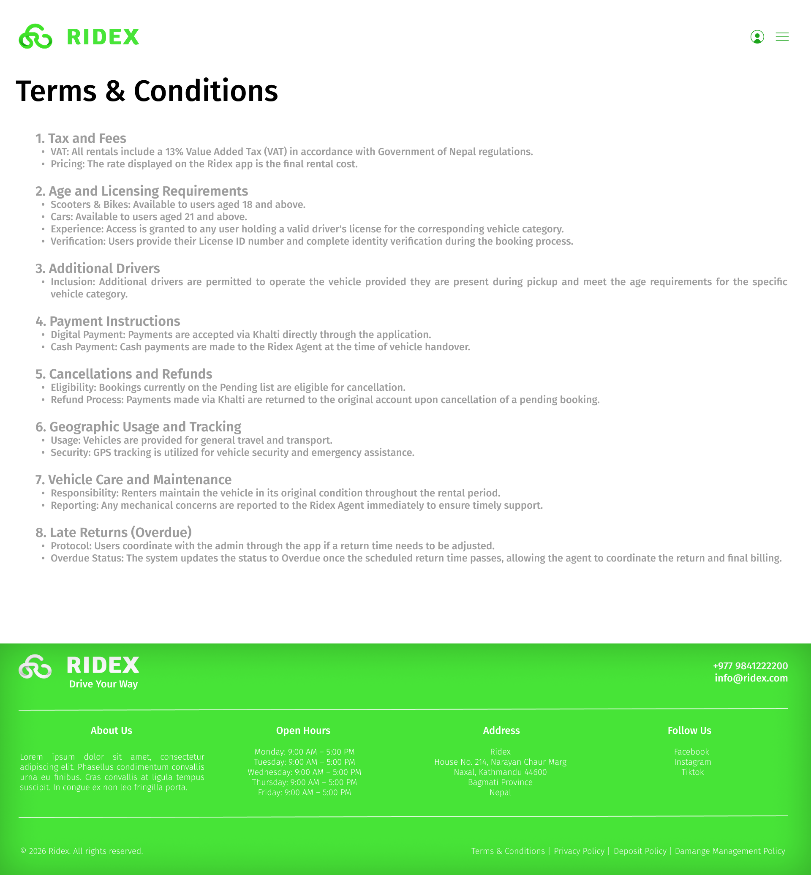 RIDEX
Terms & Conditions
1. Tax and Fees
• VAT: All rentals include a 13% Value Added Tax (VAT) in accordance with Government of Nepal regulations.
• Pricing: The rate displayed on the Ridex app is the final rental cost.
2. Age and Licensing Requirements
• Scooters & Bikes: Available to users aged 18 and above.
• Cars: Available to users aged 21 and above.
• Experience: Access is granted to any user holding a valid driver's license for the corresponding vehicle category.
• Verification: Users provide their License ID number and complete identity verification during the booking process.
3. Additional Drivers
• Inclusion: Additional drivers are permitted to operate the vehicle provided they are present during pickup and meet the age requirements for the specific
vehicle category.
4. Payment Instructions
• Digital Payment: Payments are accepted via Khalti directly through the application.
• Cash Payment: Cash payments are made to the Ridex Agent at the time of vehicle handover.
5. Cancellations and Refunds
• Eligibility: Bookings currently on the Pending list are eligible for cancellation.
• Refund Process: Payments made via Khalti are returned to the original account upon cancellation of a pending booking.
6. Geographic Usage and Tracking
• Usage: Vehicles are provided for general travel and transport.
• Security: GPS tracking is utilized for vehicle security and emergency assistance.
7. Vehicle Care and Maintenance
• Responsibility: Renters maintain the vehicle in its original condition throughout the rental period.
• Reporting: Any mechanical concerns are reported to the Ridex Agent immediately to ensure timely support.
8. Late Returns (Overdue)
• Protocol: Users coordinate with the admin through the app if a return time needs to be adjusted.
• Overdue Status: The system updates the status to Overdue once the scheduled return time passes, allowing the agent to coordinate the return and final billing.
RIDEX
Drive Your Way
+977 9841222200
info@ridex.com
About Us
Lorem ipsum dolor sit amet, consectetur
adipiscing elit. Phasellus condimentum convallis
urna eu finibus. Cras convallis at ligula tempus
suscipit. In congue ex non leo fringilla porta.
Open Hours
Monday: 9:00 AM – 5:00 PM
Tuesday: 9:00 AM – 5:00 PM
Wednesday: 9:00 AM – 5:00 PM
Thursday: 9:00 AM – 5:00 PM
Friday: 9:00 AM – 5:00 PM
Address
Ridex
House No. 214, Narayan Chaur Marg
Naxal, Kathmandu 44600
Bagmati Province
Nepal
Follow Us
Facebook
Instagram
Tiktok
© 2026 Ridex. All rights reserved.
Terms & Conditions | Privacy Policy | Deposit Policy | Damange Management Policy